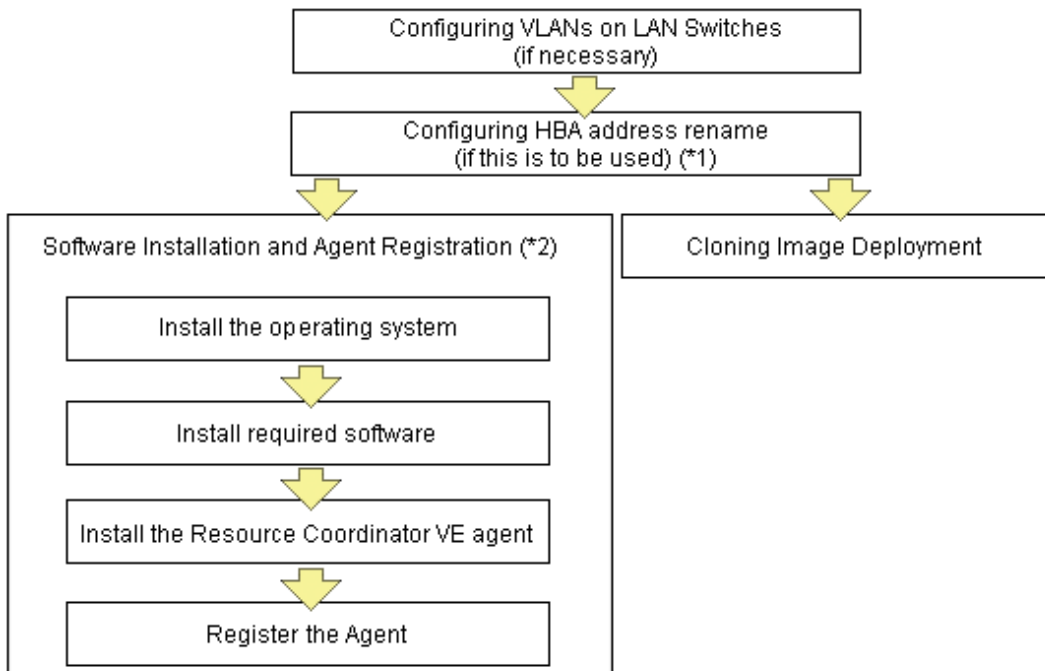 Configuring VLANs on LAN Switches
(if necessary)
Configuring HBA address rename
(if this is to be used) (*1)
Software Installation and Agent Registration (*2)
Cloning Image Deployment
Install the operating system
Install required software
Install the Resource Coordinator VE agent
Register the Agent